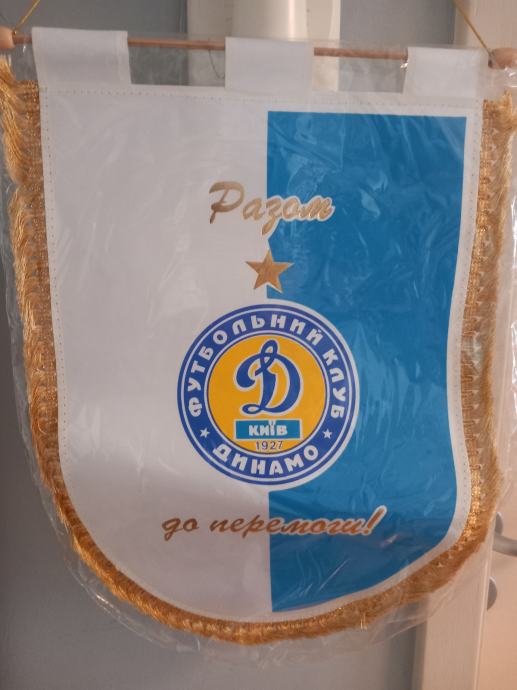 Разом
ФУТБОЛЬНИЙ КЛУБ
Д
КИЇВ
1927
ДИНАМО
до перемоги!